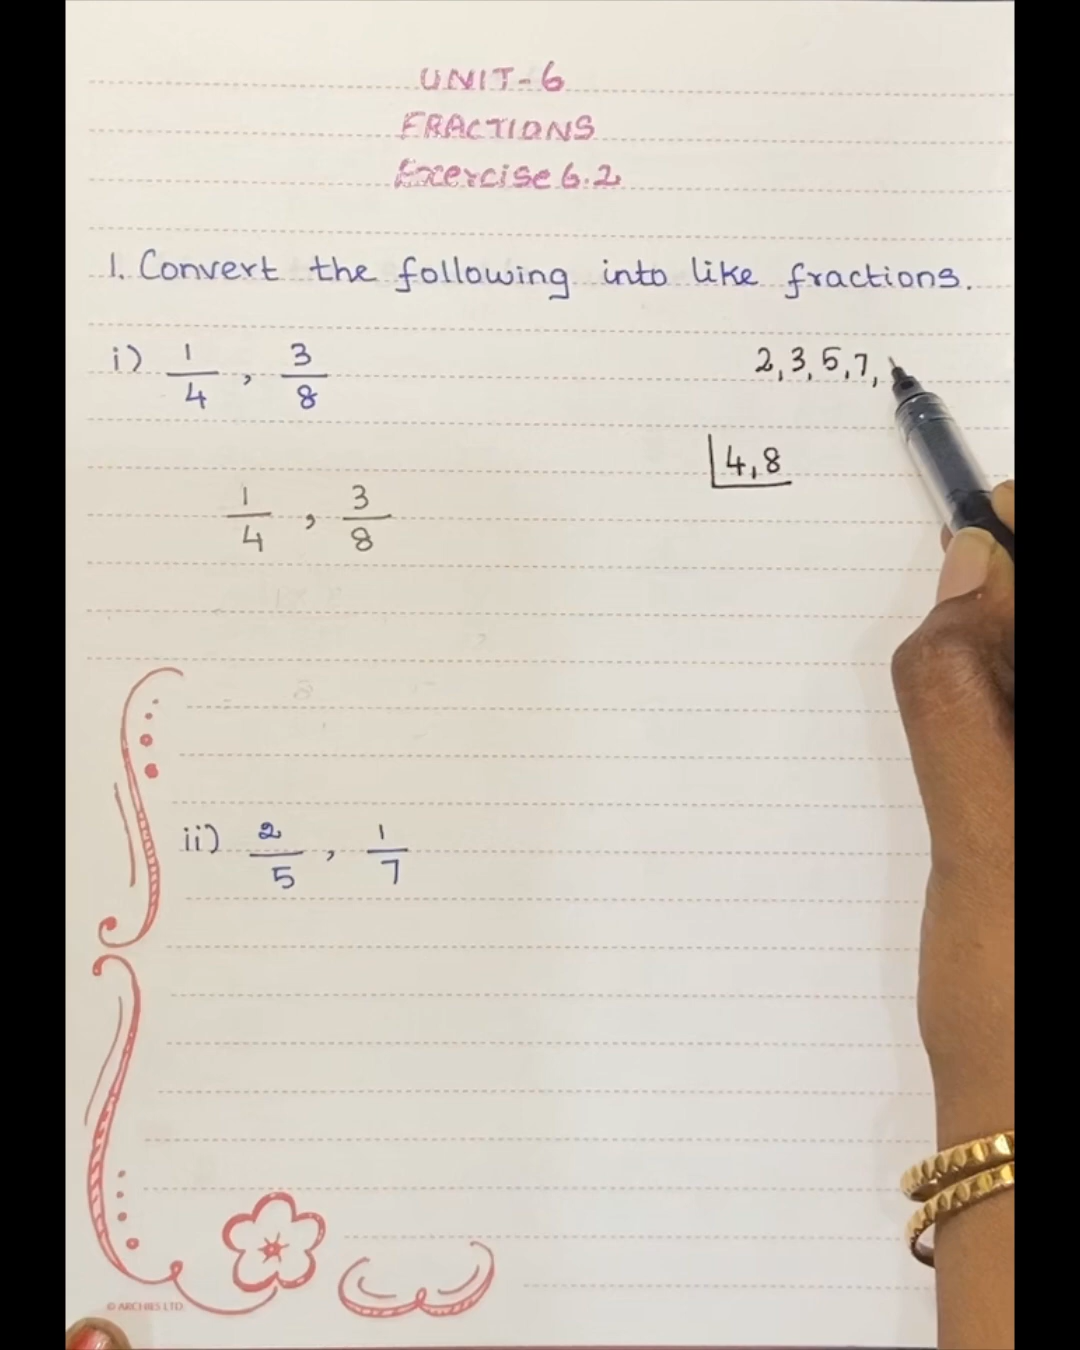 UNIT-6
FRACTIONS
Exercise 6.2
1. Convert the following into like fractions.
i) 1/4 , 3/8
2, 3, 5, 7,
4, 8
1/4 , 3/8
ii) 2/5 , 1/7
© ARCHIES LTD.